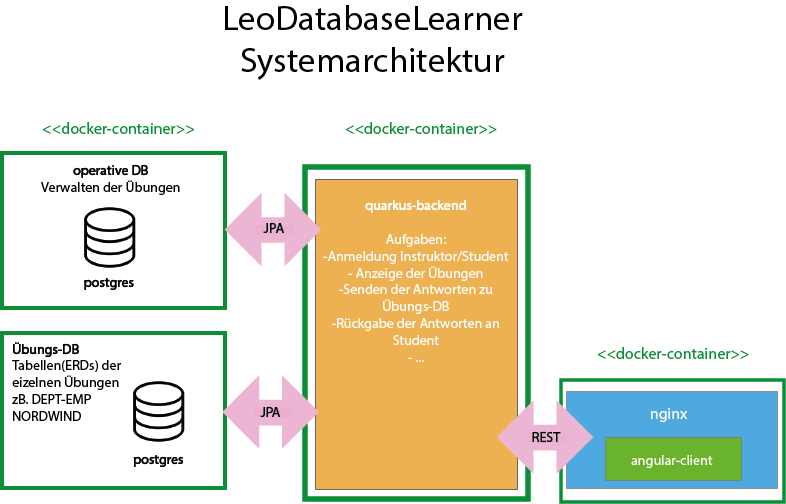 LeoDatabaseLearner
Systemarchitektur
<<docker-container>>
<<docker-container>>
operative DB
Verwalten der Übungen
postgres
JPA
quarkus-backend
Aufgaben:
-Anmeldung Instruktor/Student
- Anzeige der Übungen
-Senden der Antworten zu
Übungs-DB
-Rückgabe der Antworten an
Student
- ...
Übungs-DB
Tabellen(ERDs) der
eizelnen Übungen
zB. DEPT-EMP
NORDWIND
postgres
JPA
<<docker-container>>
REST
nginx
angular-client